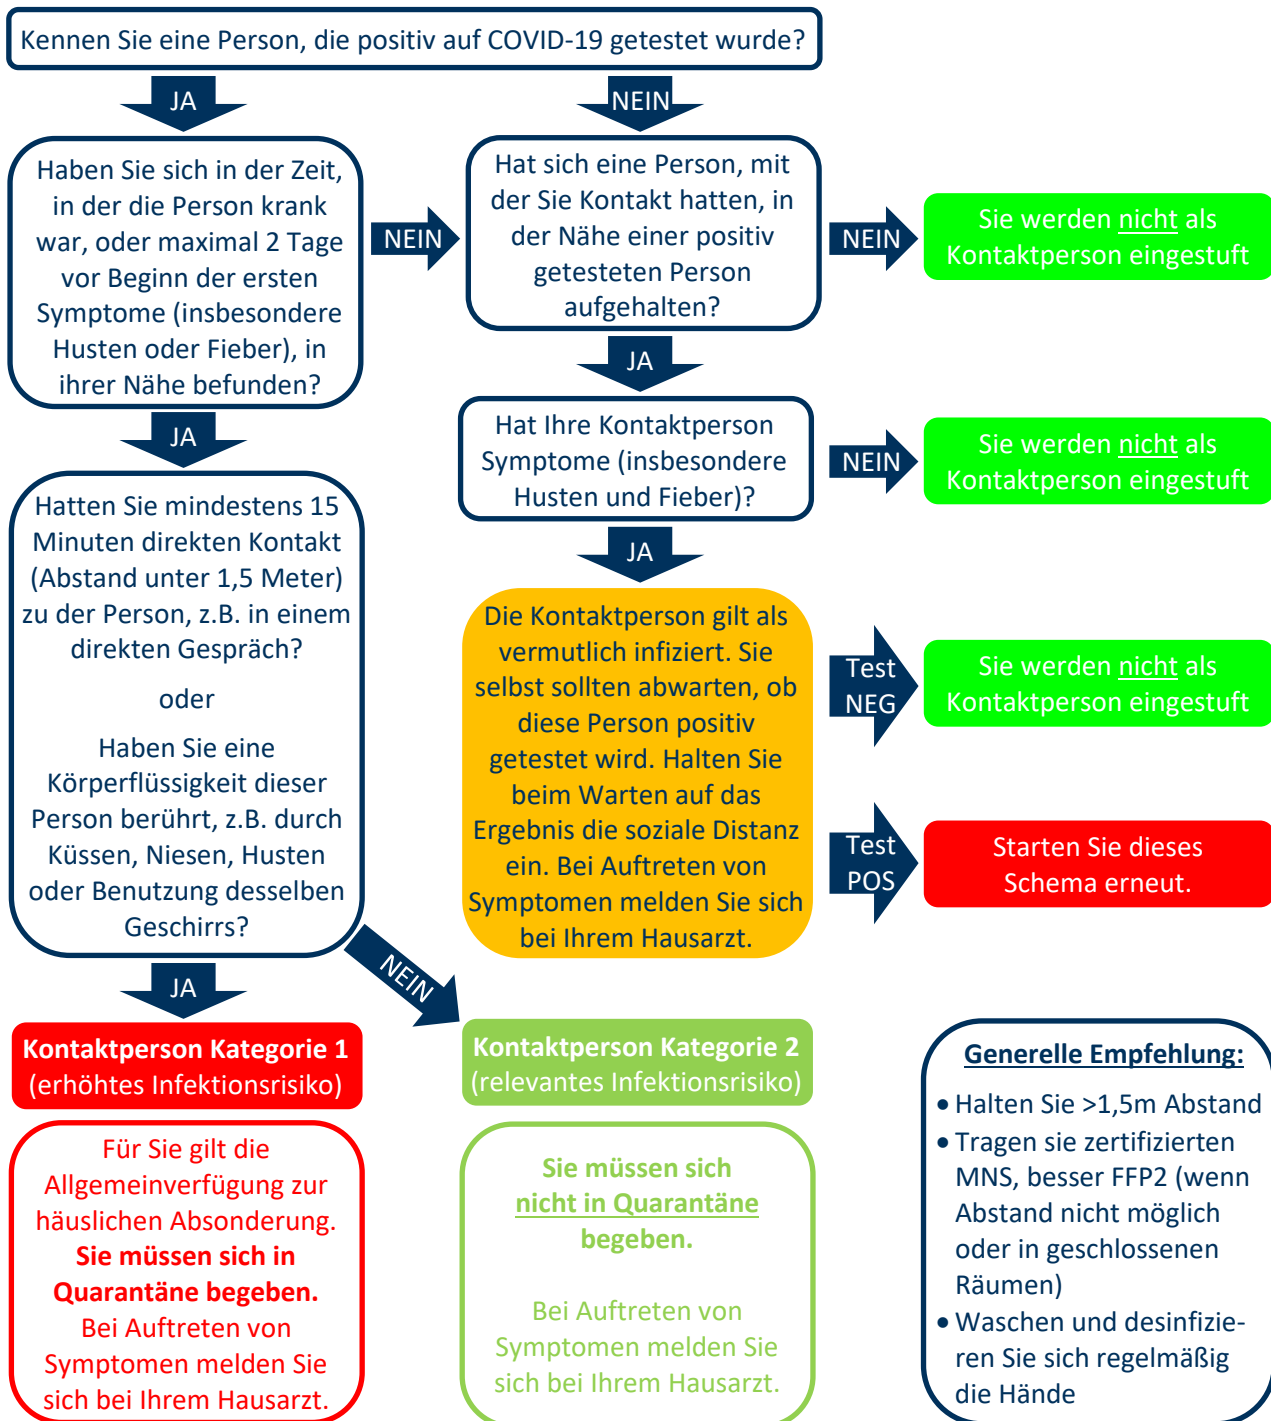 Kennen Sie eine Person, die positiv auf COVID-19 getestet wurde?
JA
NEIN
Haben Sie sich in der Zeit,
in der die Person krank
war, oder maximal 2 Tage
vor Beginn der ersten
Symptome (insbesondere
Husten oder Fieber), in
ihrer Nähe befunden?
NEIN
Hat sich eine Person, mit
der Sie Kontakt hatten, in
der Nähe einer positiv
getesteten Person
aufgehalten?
NEIN
Sie werden nicht als
Kontaktperson eingestuft
JA
JA
Hat Ihre Kontaktperson
Symptome (insbesondere
Husten und Fieber)?
NEIN
Sie werden nicht als
Kontaktperson eingestuft
JA
Hatten Sie mindestens 15
Minuten direkten Kontakt
(Abstand unter 1,5 Meter)
zu der Person, z.B. in einem
direkten Gespräch?
oder
Haben Sie eine
Körperflüssigkeit dieser
Person berührt, z.B. durch
Küssen, Niesen, Husten
oder Benutzung desselben
Geschirrs?
Die Kontaktperson gilt als
vermutlich infiziert. Sie
selbst sollten abwarten, ob
diese Person positiv
getestet wird. Halten Sie
beim Warten auf das
Ergebnis die soziale Distanz
ein. Bei Auftreten von
Symptomen melden Sie sich
bei Ihrem Hausarzt.
Test
NEG
Sie werden nicht als
Kontaktperson eingestuft
Test
POS
Starten Sie dieses
Schema erneut.
JA
NEIN
Kontaktperson Kategorie 1
(erhöhtes Infektionsrisiko)
Für Sie gilt die
Allgemeinverfügung zur
häuslichen Absonderung.
Sie müssen sich in
Quarantäne begeben.
Bei Auftreten von
Symptomen melden Sie
sich bei Ihrem Hausarzt.
Kontaktperson Kategorie 2
(relevantes Infektionsrisiko)
Sie müssen sich
nicht in Quarantäne
begeben.
Bei Auftreten von
Symptomen melden Sie
sich bei Ihrem Hausarzt.
Generelle Empfehlung:
• Halten Sie >1,5m Abstand
• Tragen sie zertifizierten
MNS, besser FFP2 (wenn
Abstand nicht möglich
oder in geschlossenen
Räumen)
• Waschen und desinfizie-
ren Sie sich regelmäßig
die Hände